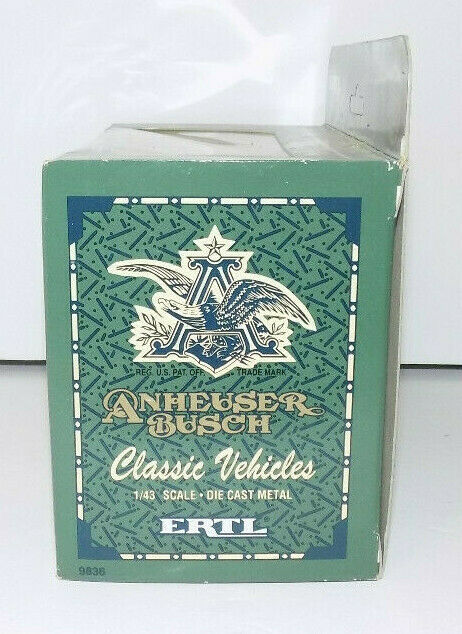 REG. U.S. PAT. OFF. TRADE MARK
ANHEUSER
BUSCH
Classic Vehicles
1/43 SCALE • DIE CAST METAL
ERTL
9836